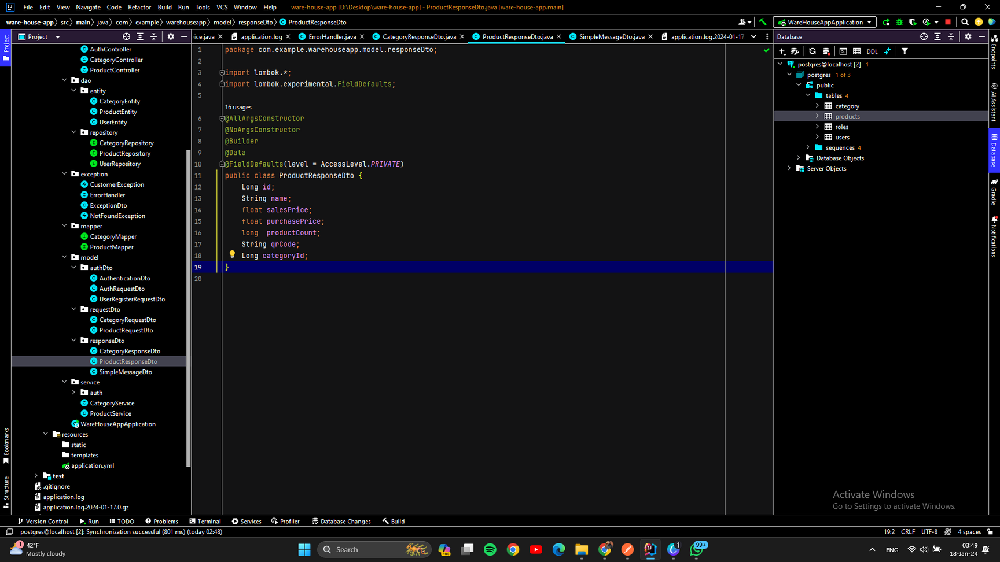 File Edit View Navigate Code Refactor Build Run Tools VCS Window Help ware-house-app [D:\Desktop\ware-house-app] - ProductResponseDto.java [ware-house-app.main]
ware-house-app src main java com example warehouseapp model responseDto ProductResponseDto WareHouseAppApplication
Project
ice.java application.log ErrorHandler.java CategoryResponseDto.java ProductResponseDto.java SimpleMessageDto.java application.log.2024-01-17
Database
Project
AuthController
CategoryController
ProductController
dao
entity
CategoryEntity
ProductEntity
UserEntity
repository
CategoryRepository
ProductRepository
UserRepository
exception
CustomerException
ErrorHandler
ExceptionDto
NotFoundException
mapper
CategoryMapper
ProductMapper
model
authDto
AuthenticationDto
AuthRequestDto
UserRegisterRequestDto
requestDto
CategoryRequestDto
ProductRequestDto
responseDto
CategoryResponseDto
ProductResponseDto
SimpleMessageDto
service
auth
CategoryService
ProductService
WareHouseAppApplication
resources
static
templates
application.yml
test
.gitignore
application.log
application.log.2024-01-17.0.gz
Bookmarks
Structure
1 package com.example.warehouseapp.model.responseDto;
2
3 import lombok.*;
4 import lombok.experimental.FieldDefaults;
5
16 usages
6 @AllArgsConstructor
7 @NoArgsConstructor
8 @Builder
9 @Data
10 @FieldDefaults(level = AccessLevel.PRIVATE)
11 public class ProductResponseDto {
12 Long id;
13 String name;
14 float salesPrice;
15 float purchasePrice;
16 long productCount;
17 String qrCode;
18 Long categoryId;
19 }
20
DDL
postgres@localhost [2] 1
postgres 1 of 3
public
tables 4
category
products
roles
users
sequences 4
Database Objects
Server Objects
Endpoints
AI Assistant
Database
Gradle
Notifications
Activate Windows
Go to Settings to activate Windows.
Version Control Run TODO Problems Terminal Services Profiler Database Changes Build
postgres@localhost [2]: Synchronization successful (801 ms) (today 02:48) 19:2 CRLF UTF-8 4 spaces
1 42°F
Mostly cloudy
Search
PRE
1
99+
ENG
03:49
18-Jan-24